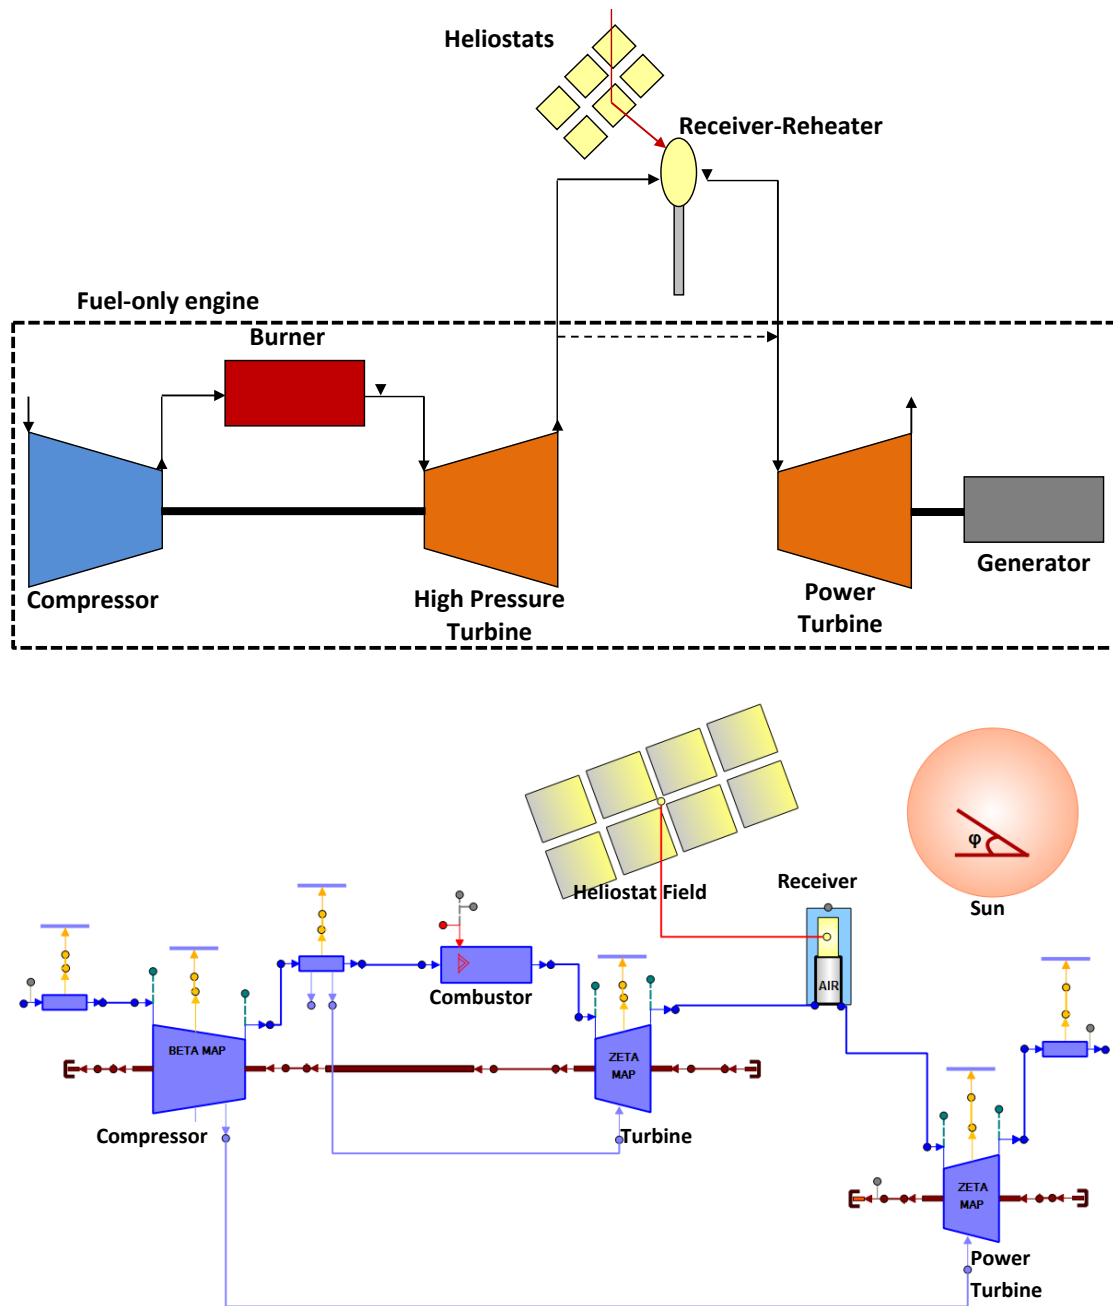 Heliostats
Receiver-Reheater
Fuel-only engine
Burner
Compressor
High Pressure
Turbine
Power
Turbine
Generator
Heliostat Field
Receiver
φ
Sun
Combustor
AIR
BETA MAP
ZETA
MAP
Compressor
Turbine
ZETA
MAP
Power
Turbine